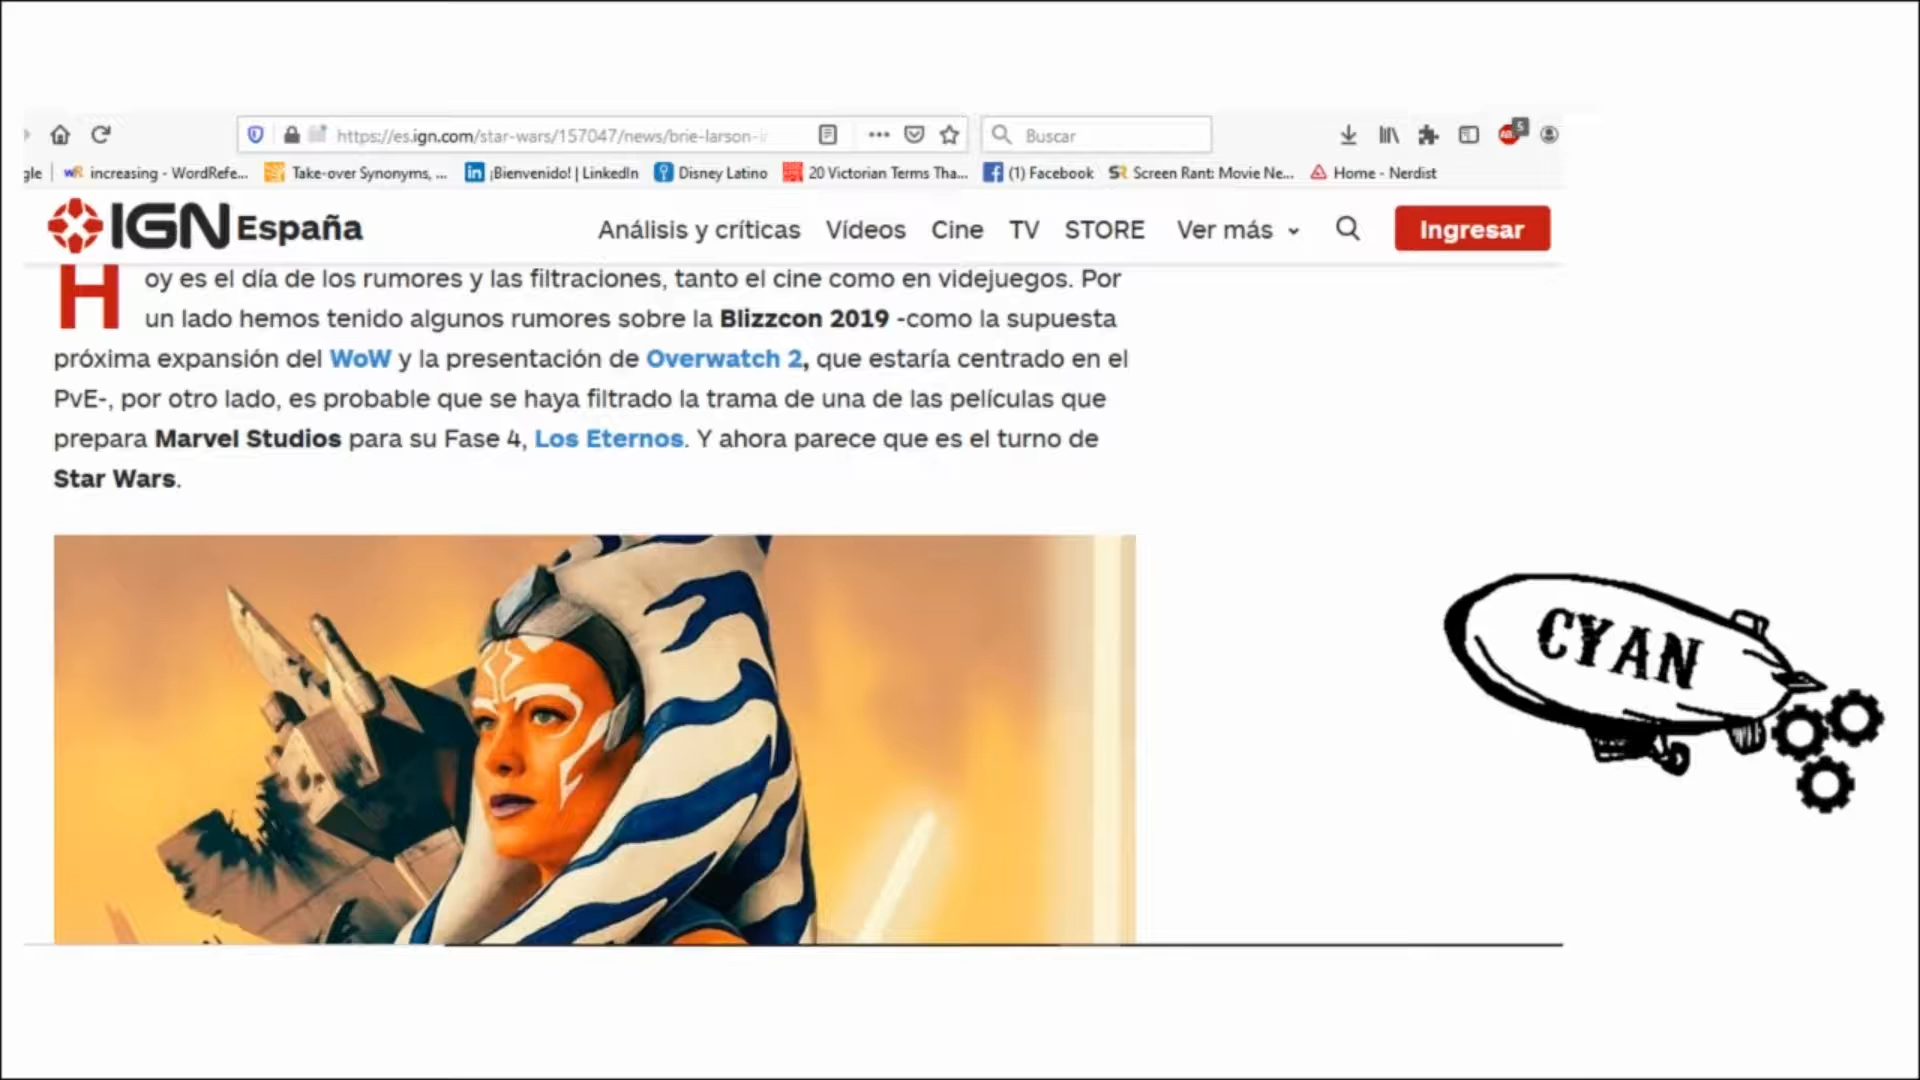 https://es.ign.com/star-wars/157047/news/brie-larson-i
Buscar
5
gle
WR increasing - WordRefe...
Take-over Synonyms, ...
in ¡Bienvenido! | LinkedIn
Disney Latino
20 Victorian Terms Tha...
f (1) Facebook
SR Screen Rant: Movie Ne...
Home - Nerdist
IGN España
Análisis y críticas
Vídeos
Cine
TV
STORE
Ver más
Ingresar
Hoy es el día de los rumores y las filtraciones, tanto el cine como en videjuegos. Por
un lado hemos tenido algunos rumores sobre la Blizzcon 2019 -como la supuesta
próxima expansión del WoW y la presentación de Overwatch 2, que estaría centrado en el
PvE-, por otro lado, es probable que se haya filtrado la trama de una de las películas que
prepara Marvel Studios para su Fase 4, Los Eternos. Y ahora parece que es el turno de
Star Wars.
CYAN